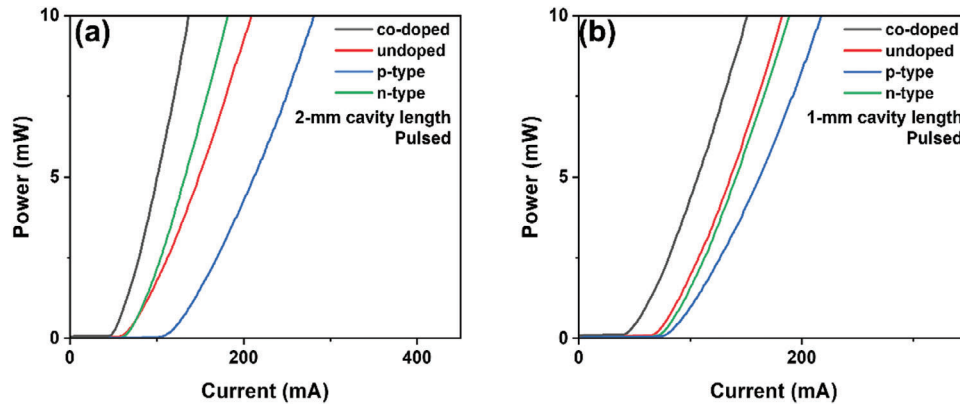 (a)
co-doped
undoped
p-type
n-type
2-mm cavity length
Pulsed
10
5
0
Power (mW)
0
200
400
Current (mA)
(b)
co-doped
undoped
p-type
n-type
1-mm cavity length
Pulsed
10
5
0
Power (mW)
0
200
Current (mA)